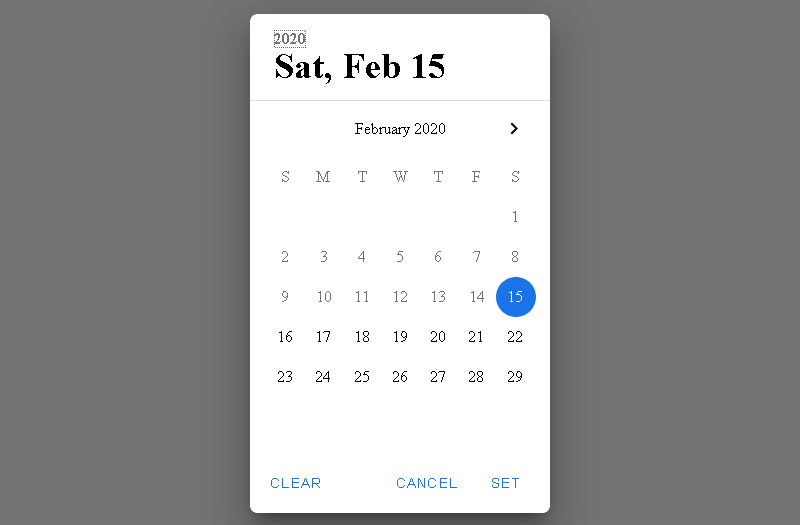 2020
Sat, Feb 15
February 2020
S M T W T F S
1
2 3 4 5 6 7 8
9 10 11 12 13 14 15
16 17 18 19 20 21 22
23 24 25 26 27 28 29
CLEAR CANCEL SET